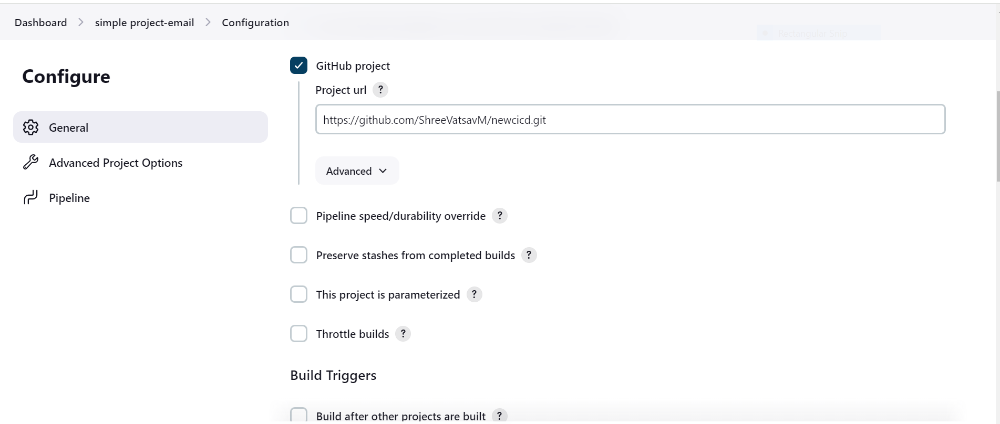 Dashboard > simple project-email > Configuration
Rectangular Snip
Configure
General
Advanced Project Options
Pipeline
GitHub project
Project url ?
https://github.com/ShreeVatsavM/newcicd.git
Advanced
Pipeline speed/durability override ?
Preserve stashes from completed builds ?
This project is parameterized ?
Throttle builds ?
Build Triggers
Build after other projects are built ?